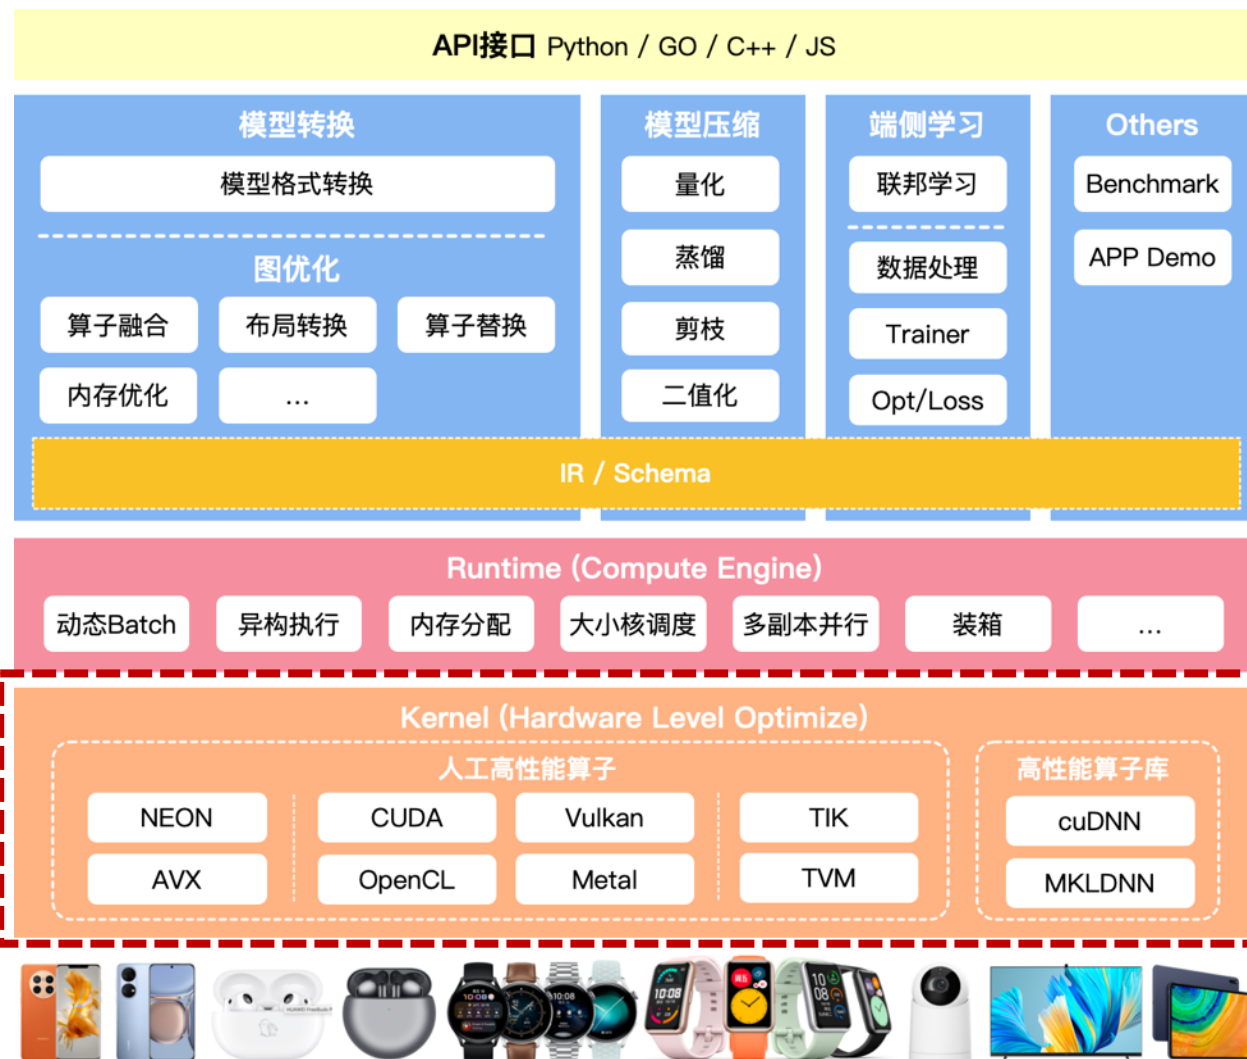 API接口 Python / GO / C++ / JS
模型转换
模型格式转换
图优化
算子融合
布局转换
算子替换
内存优化
...
模型压缩
量化
蒸馏
剪枝
二值化
端侧学习
联邦学习
数据处理
Trainer
Opt/Loss
Others
Benchmark
APP Demo
IR / Schema
Runtime (Compute Engine)
动态Batch
异构执行
内存分配
大小核调度
多副本并行
装箱
...
Kernel (Hardware Level Optimize)
人工高性能算子
NEON
CUDA
Vulkan
TIK
AVX
OpenCL
Metal
TVM
高性能算子库
cuDNN
MKLDNN
10:08
10:08
10:08